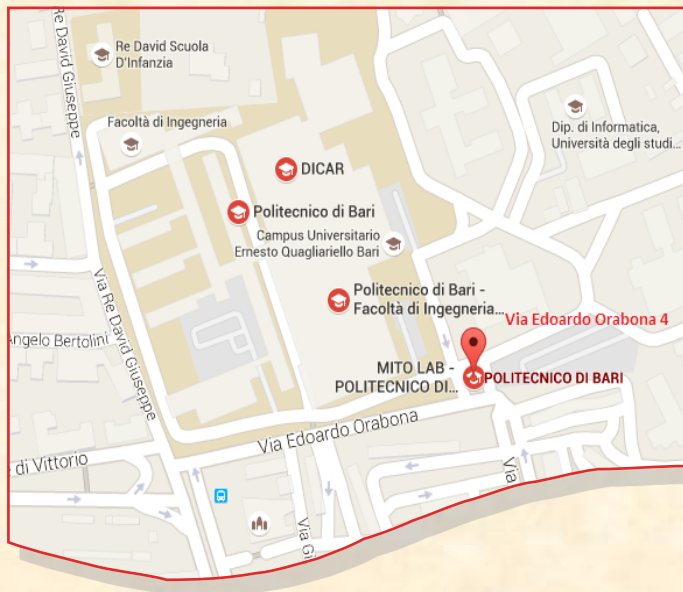 Re David Scuola
D'Infanzia
Re David Giuseppe
Facoltà di Ingegneria
Dip. di Informatica,
Università degli studi...
DICAR
Politecnico di Bari
Campus Universitario
Ernesto Quagliariello Bari
Politecnico di Bari -
Facoltà di Ingegneria...
Via Edoardo Orabona 4
Via Re David Giuseppe
Angelo Bertolini
MITO LAB -
POLITECNICO DI...
POLITECNICO DI BARI
Via Edoardo Orabona
di Vittorio
Via
Via Gi